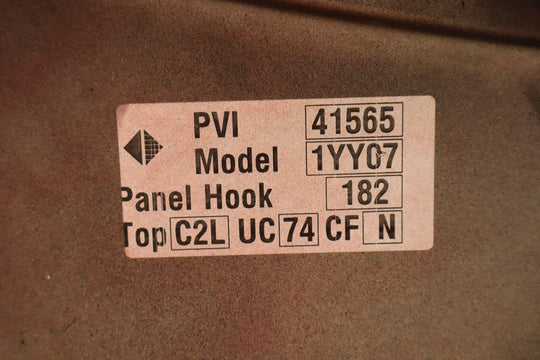 PVI 41565
Model 1YY07
Panel Hook 182
Top C2L UC 74 CF N